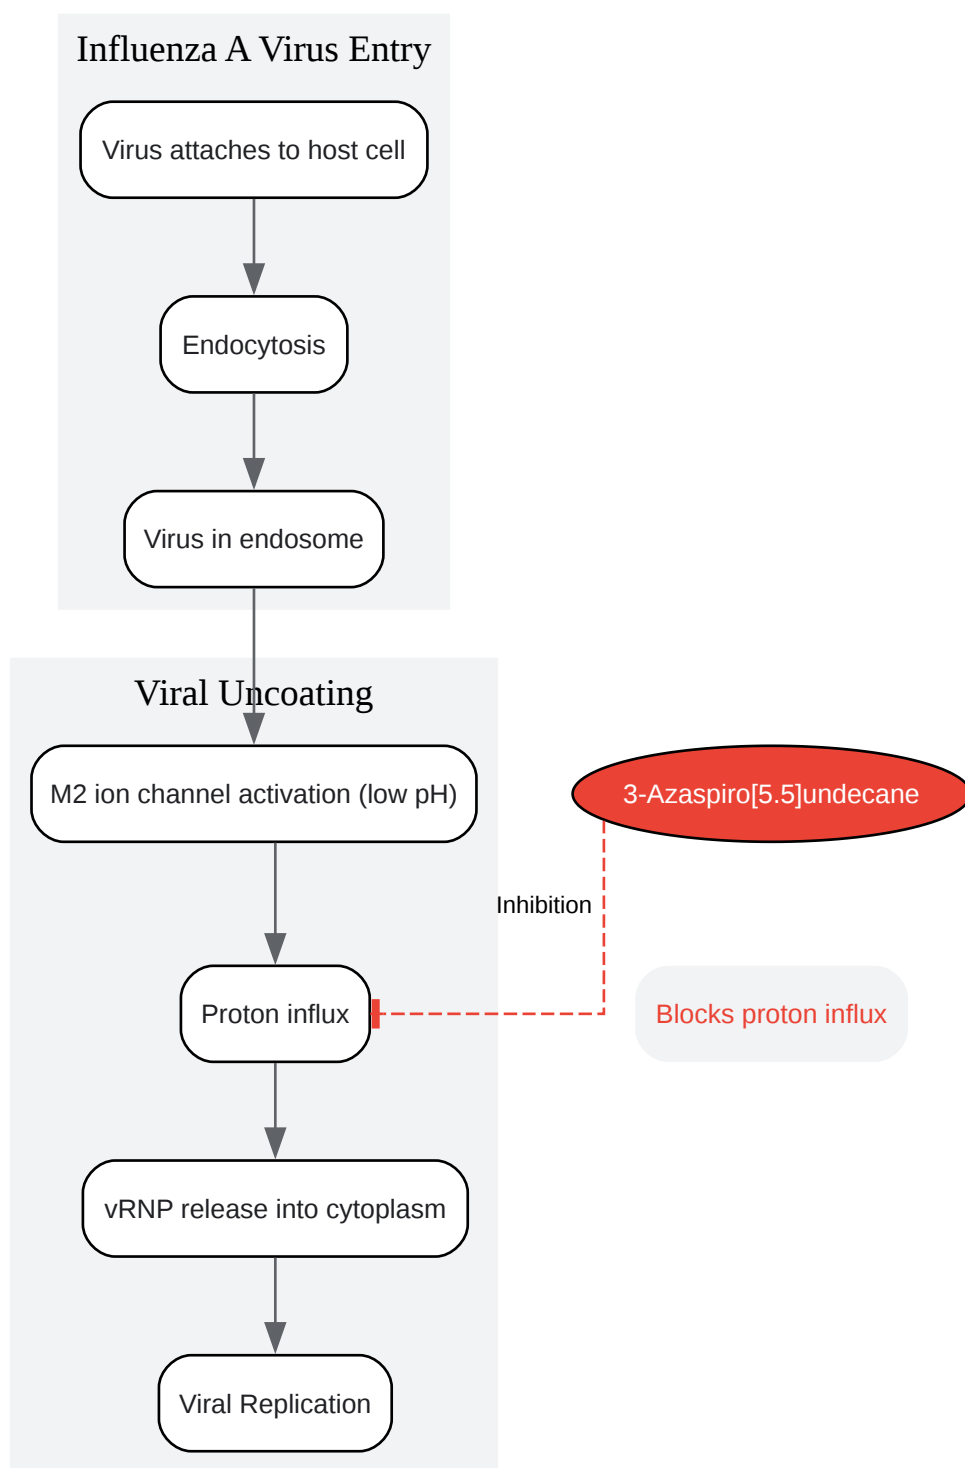 Influenza A Virus Entry
Virus attaches to host cell
Endocytosis
Virus in endosome
Viral Uncoating
M2 ion channel activation (low pH)
3-Azaspiro[5.5]undecane
Inhibition
Proton influx
Blocks proton influx
vRNP release into cytoplasm
Viral Replication